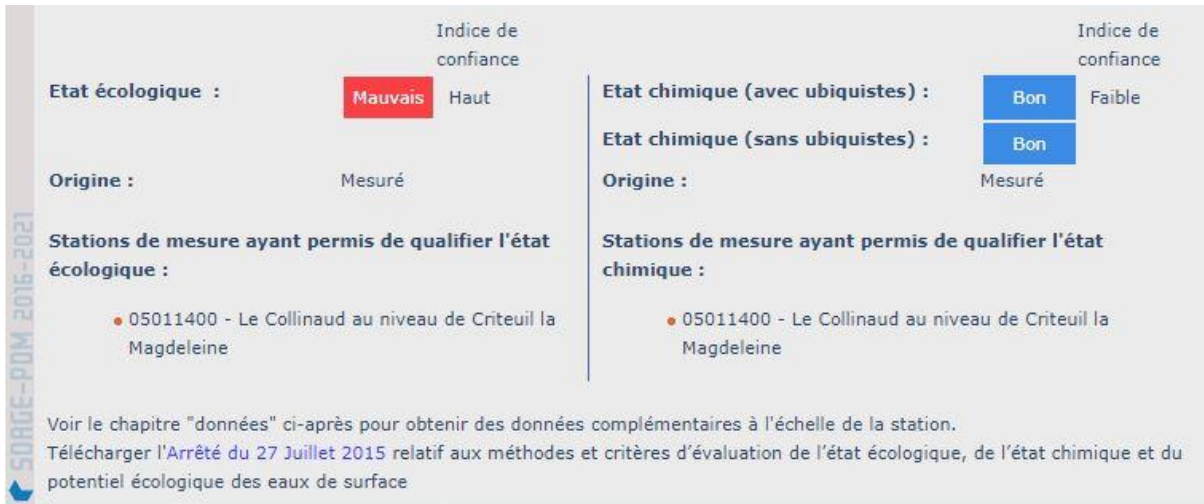 Indice de
confiance
Etat écologique :
Mauvais
Haut
Origine :
Mesuré
Stations de mesure ayant permis de qualifier l'état
écologique :
05011400 - Le Collinaud au niveau de Criteuil la
Magdeleine
Indice de
confiance
Etat chimique (avec ubiquistes) :
Bon
Faible
Etat chimique (sans ubiquistes) :
Bon
Origine :
Mesuré
Stations de mesure ayant permis de qualifier l'état
chimique :
05011400 - Le Collinaud au niveau de Criteuil la
Magdeleine
Voir le chapitre "données" ci-après pour obtenir des données complémentaires à l'échelle de la station.
Télécharger l'Arrêté du 27 Juillet 2015 relatif aux méthodes et critères d’évaluation de l’état écologique, de l’état chimique et du
potentiel écologique des eaux de surface
SDAGE-PDM 2016-2021